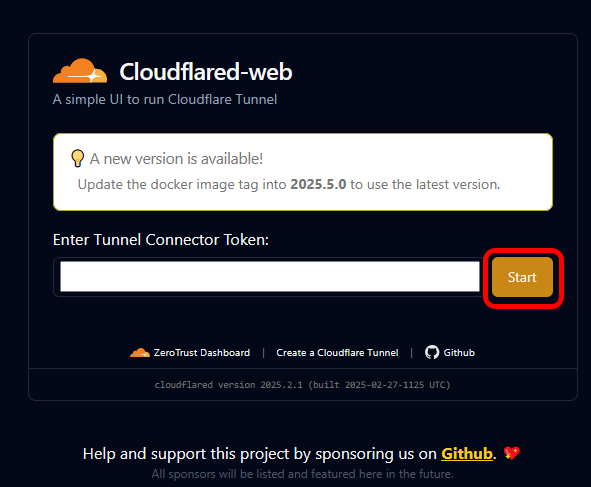 Cloudflared-web
A simple UI to run Cloudflare Tunnel
A new version is available!
Update the docker image tag into 2025.5.0 to use the latest version.
Enter Tunnel Connector Token:
Start
ZeroTrust Dashboard | Create a Cloudflare Tunnel | Github
cloudflared version 2025.2.1 (built 2025-02-27-1125 UTC)
Help and support this project by sponsoring us on Github. 💖
All sponsors will be listed and featured here in the future.